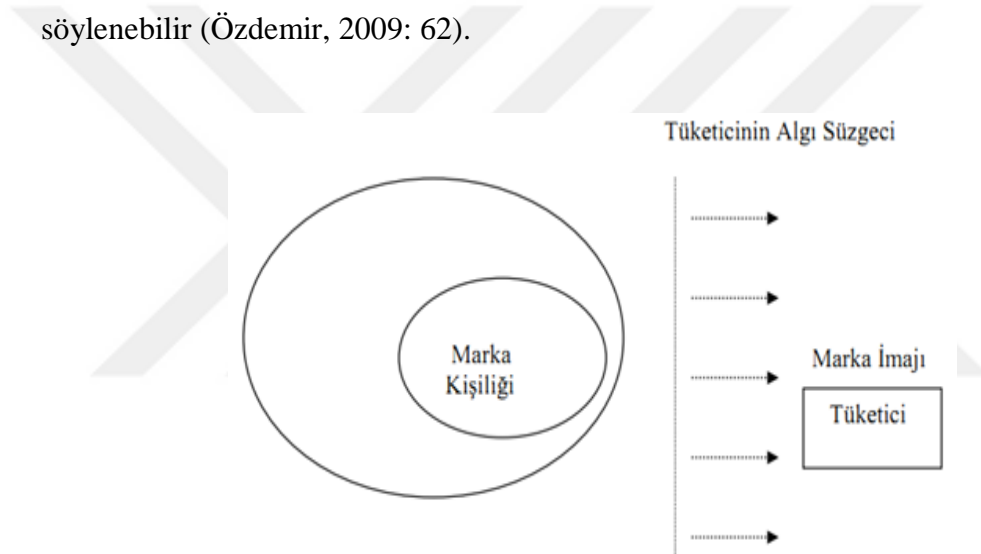 söylenebilir (Özdemir, 2009: 62).
Tüketicinin Algı Süzgeci
Marka
Kişiliği
Marka İmajı
Tüketici